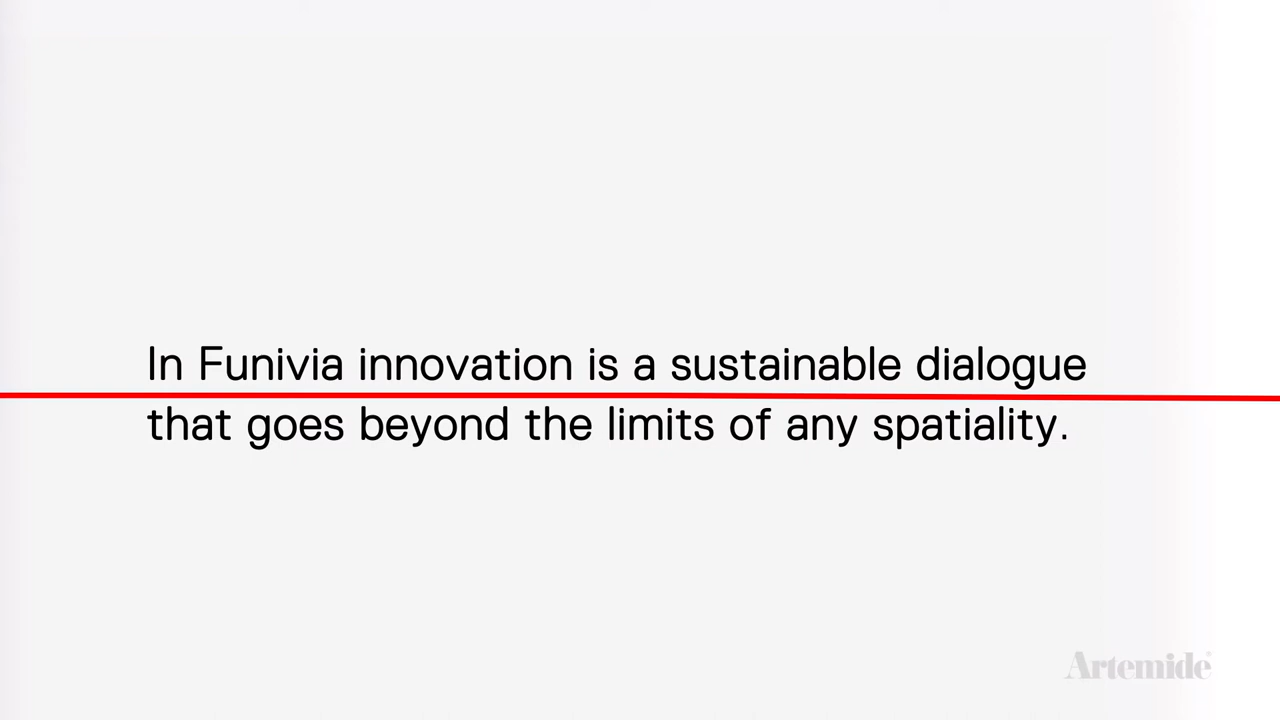 In Funivia innovation is a sustainable dialogue
that goes beyond the limits of any spatiality.
Artemide®